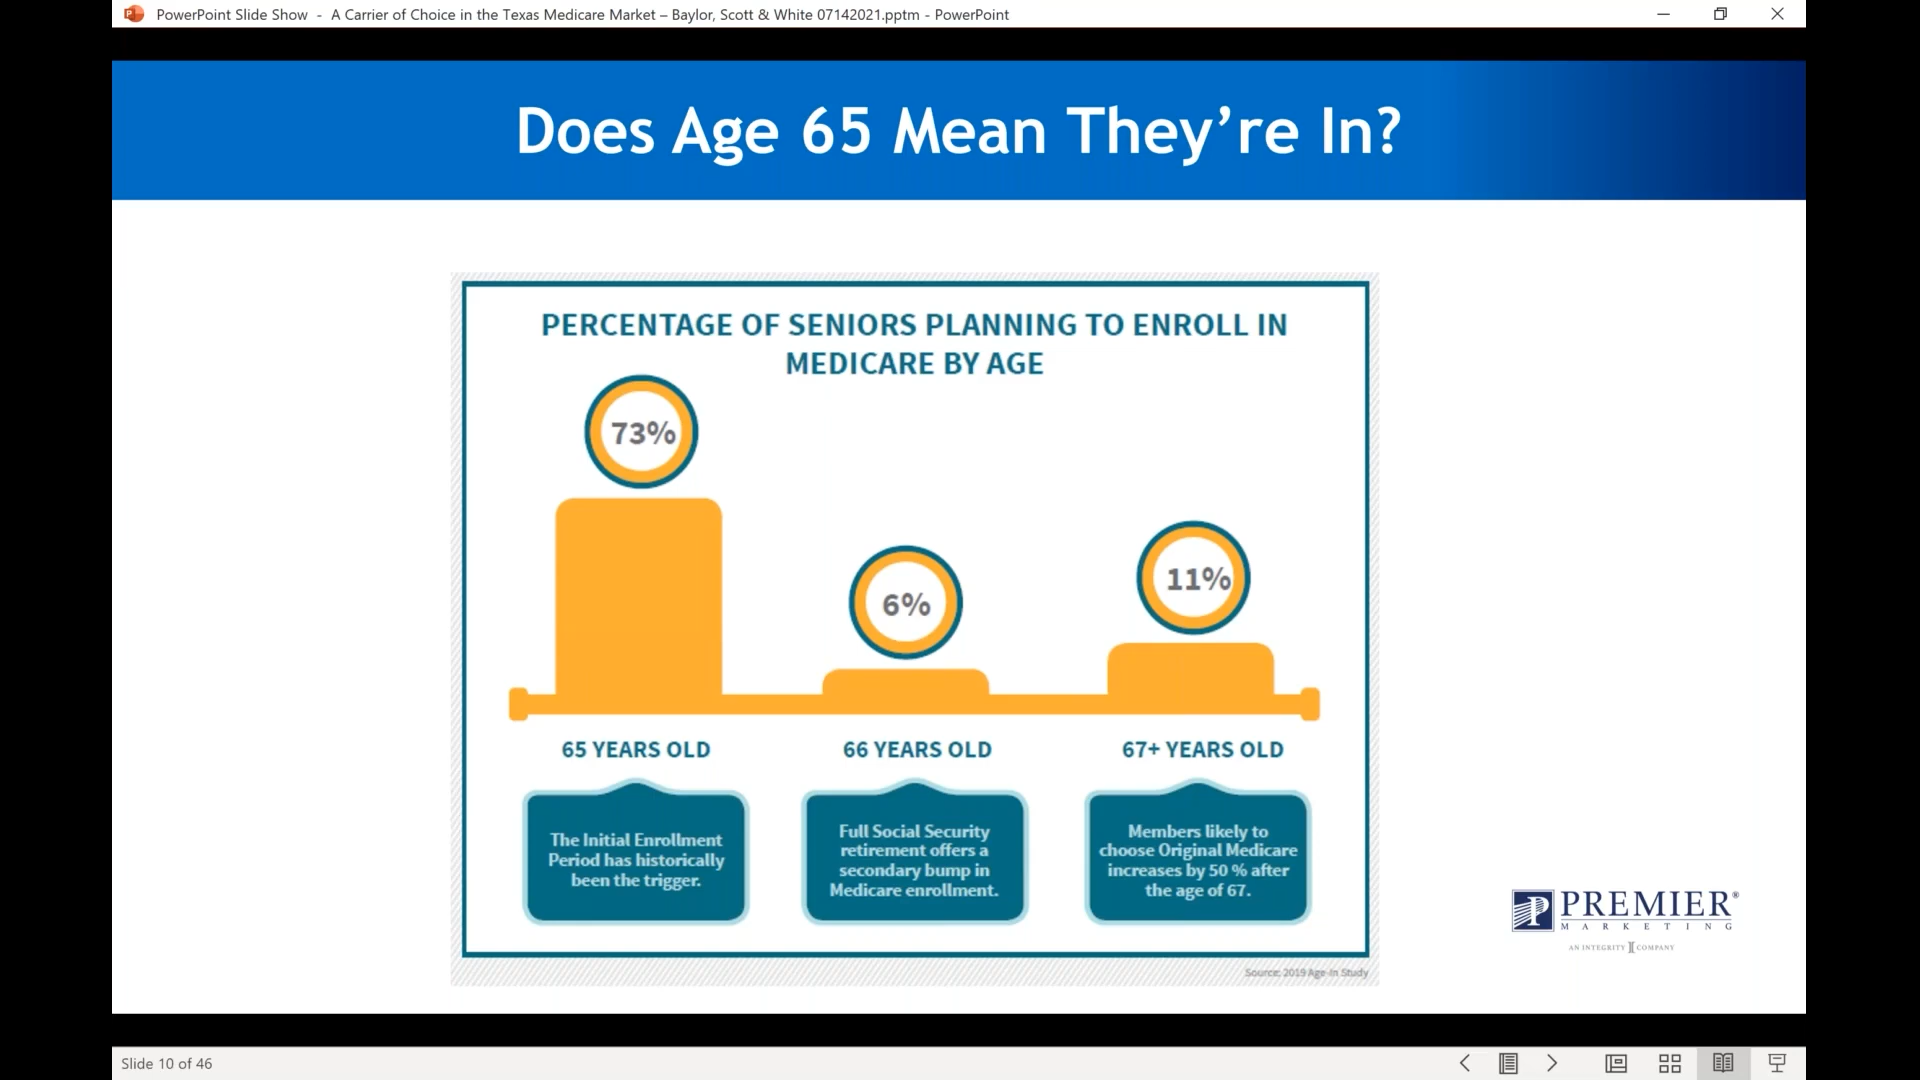 PowerPoint Slide Show - A Carrier of Choice in the Texas Medicare Market – Baylor, Scott & White 07142021.pptm - PowerPoint
Does Age 65 Mean They’re In?
PERCENTAGE OF SENIORS PLANNING TO ENROLL IN
MEDICARE BY AGE
73%
6%
11%
65 YEARS OLD
66 YEARS OLD
67+ YEARS OLD
The Initial Enrollment
Period has historically
been the trigger.
Full Social Security
retirement offers a
secondary bump in
Medicare enrollment.
Members likely to
choose Original Medicare
increases by 50 % after
the age of 67.
Source: 2019 Age-In Study
PREMIER®
MARKETING
AN INTEGRITY COMPANY
Slide 10 of 46